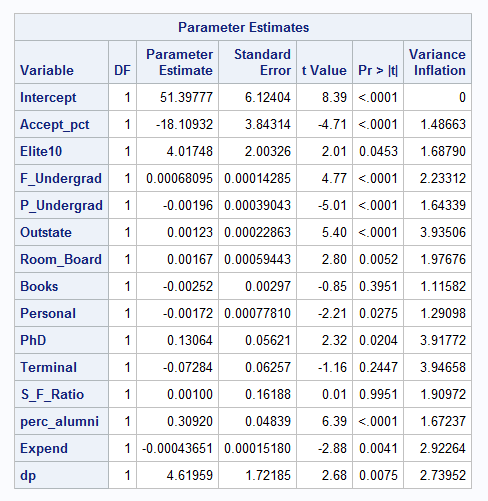 Parameter Estimates
Variable DF Parameter Estimate Standard Error t Value Pr > |t| Variance Inflation
Intercept 1 51.39777 6.12404 8.39 <.0001 0
Accept_pct 1 -18.10932 3.84314 -4.71 <.0001 1.48663
Elite10 1 4.01748 2.00326 2.01 0.0453 1.68790
F_Undergrad 1 0.00068095 0.00014285 4.77 <.0001 2.23312
P_Undergrad 1 -0.00196 0.00039043 -5.01 <.0001 1.64339
Outstate 1 0.00123 0.00022863 5.40 <.0001 3.93506
Room_Board 1 0.00167 0.00059443 2.80 0.0052 1.97676
Books 1 -0.00252 0.00297 -0.85 0.3951 1.11582
Personal 1 -0.00172 0.00077810 -2.21 0.0275 1.29098
PhD 1 0.13064 0.05621 2.32 0.0204 3.91772
Terminal 1 -0.07284 0.06257 -1.16 0.2447 3.94658
S_F_Ratio 1 0.00100 0.16188 0.01 0.9951 1.90972
perc_alumni 1 0.30920 0.04839 6.39 <.0001 1.67237
Expend 1 -0.00043651 0.00015180 -2.88 0.0041 2.92264
dp 1 4.61959 1.72185 2.68 0.0075 2.73952